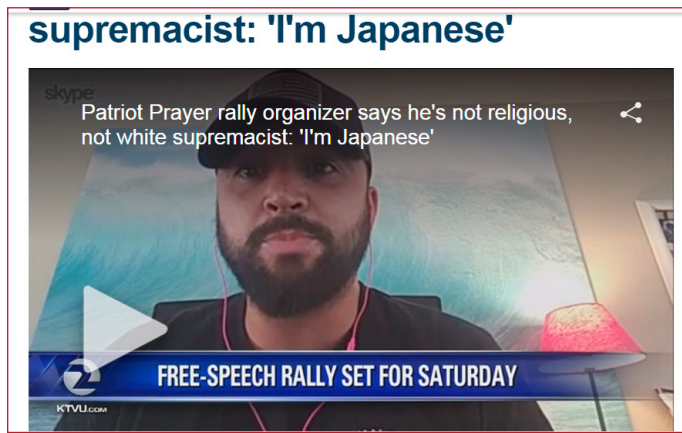 supremacist: 'I'm Japanese'
skype
Patriot Prayer rally organizer says he's not religious,
not white supremacist: 'I'm Japanese'
2
FREE-SPEECH RALLY SET FOR SATURDAY
KTVU.COM